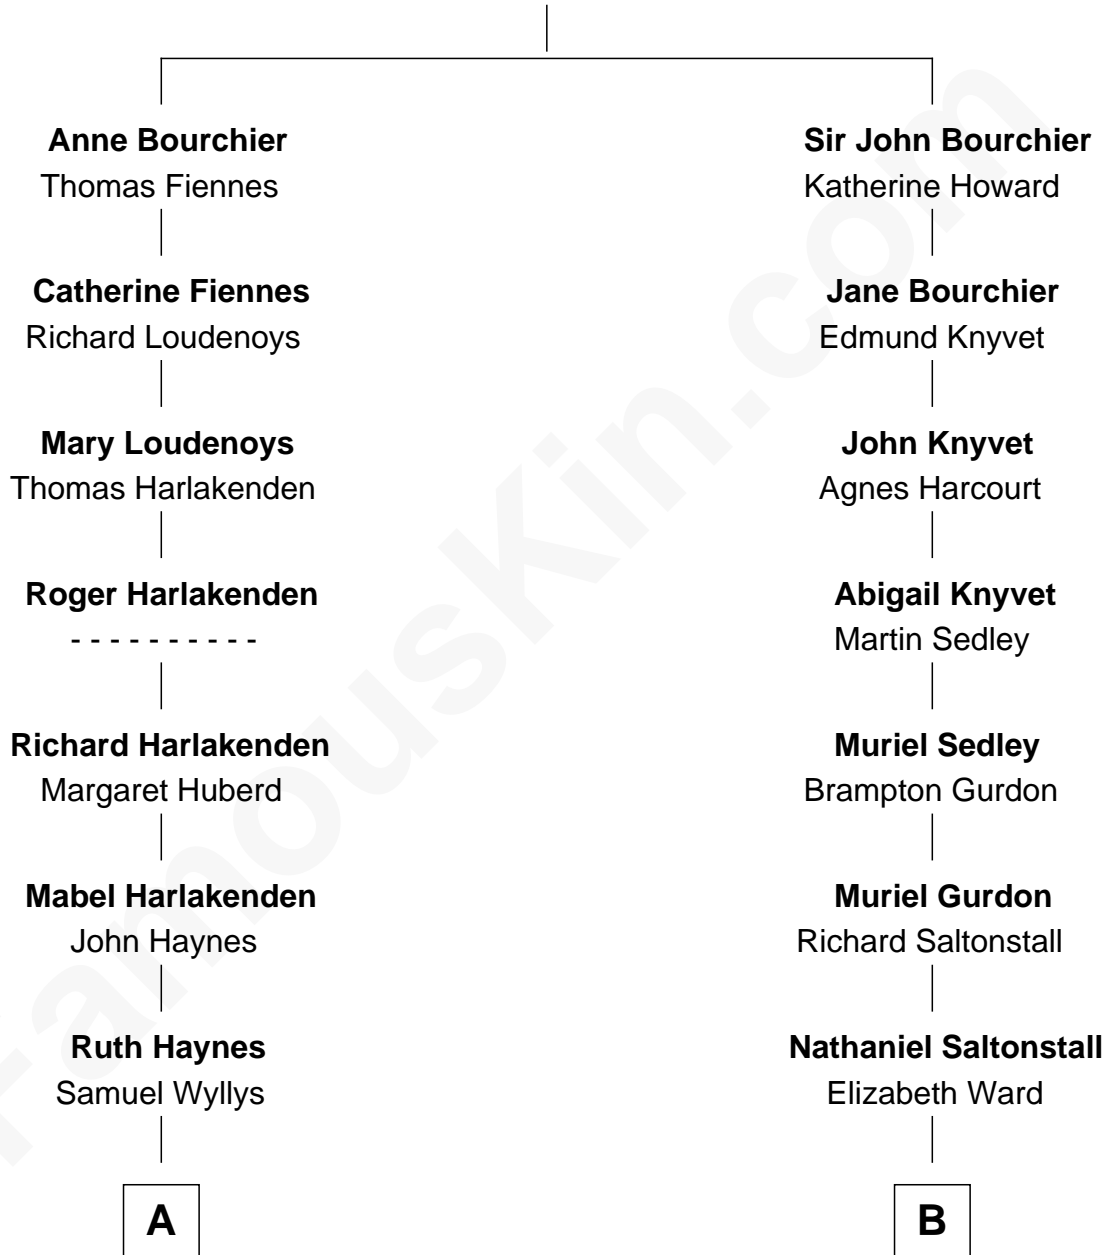 Anne Bourchier
Thomas Fiennes
Catherine Fiennes
Richard Loudenoys
Mary Loudenoys
Thomas Harlakenden
Roger Harlakenden
- - - - - - - - - -
Richard Harlakenden
Margaret Huberd
Mabel Harlakenden
John Haynes
Ruth Haynes
Samuel Wyllys
A
Sir John Bourchier
Katherine Howard
Jane Bourchier
Edmund Knyvet
John Knyvet
Agnes Harcourt
Abigail Knyvet
Martin Sedley
Muriel Sedley
Brampton Gurdon
Muriel Gurdon
Richard Saltonstall
Nathaniel Saltonstall
Elizabeth Ward
B
FamousKin.com